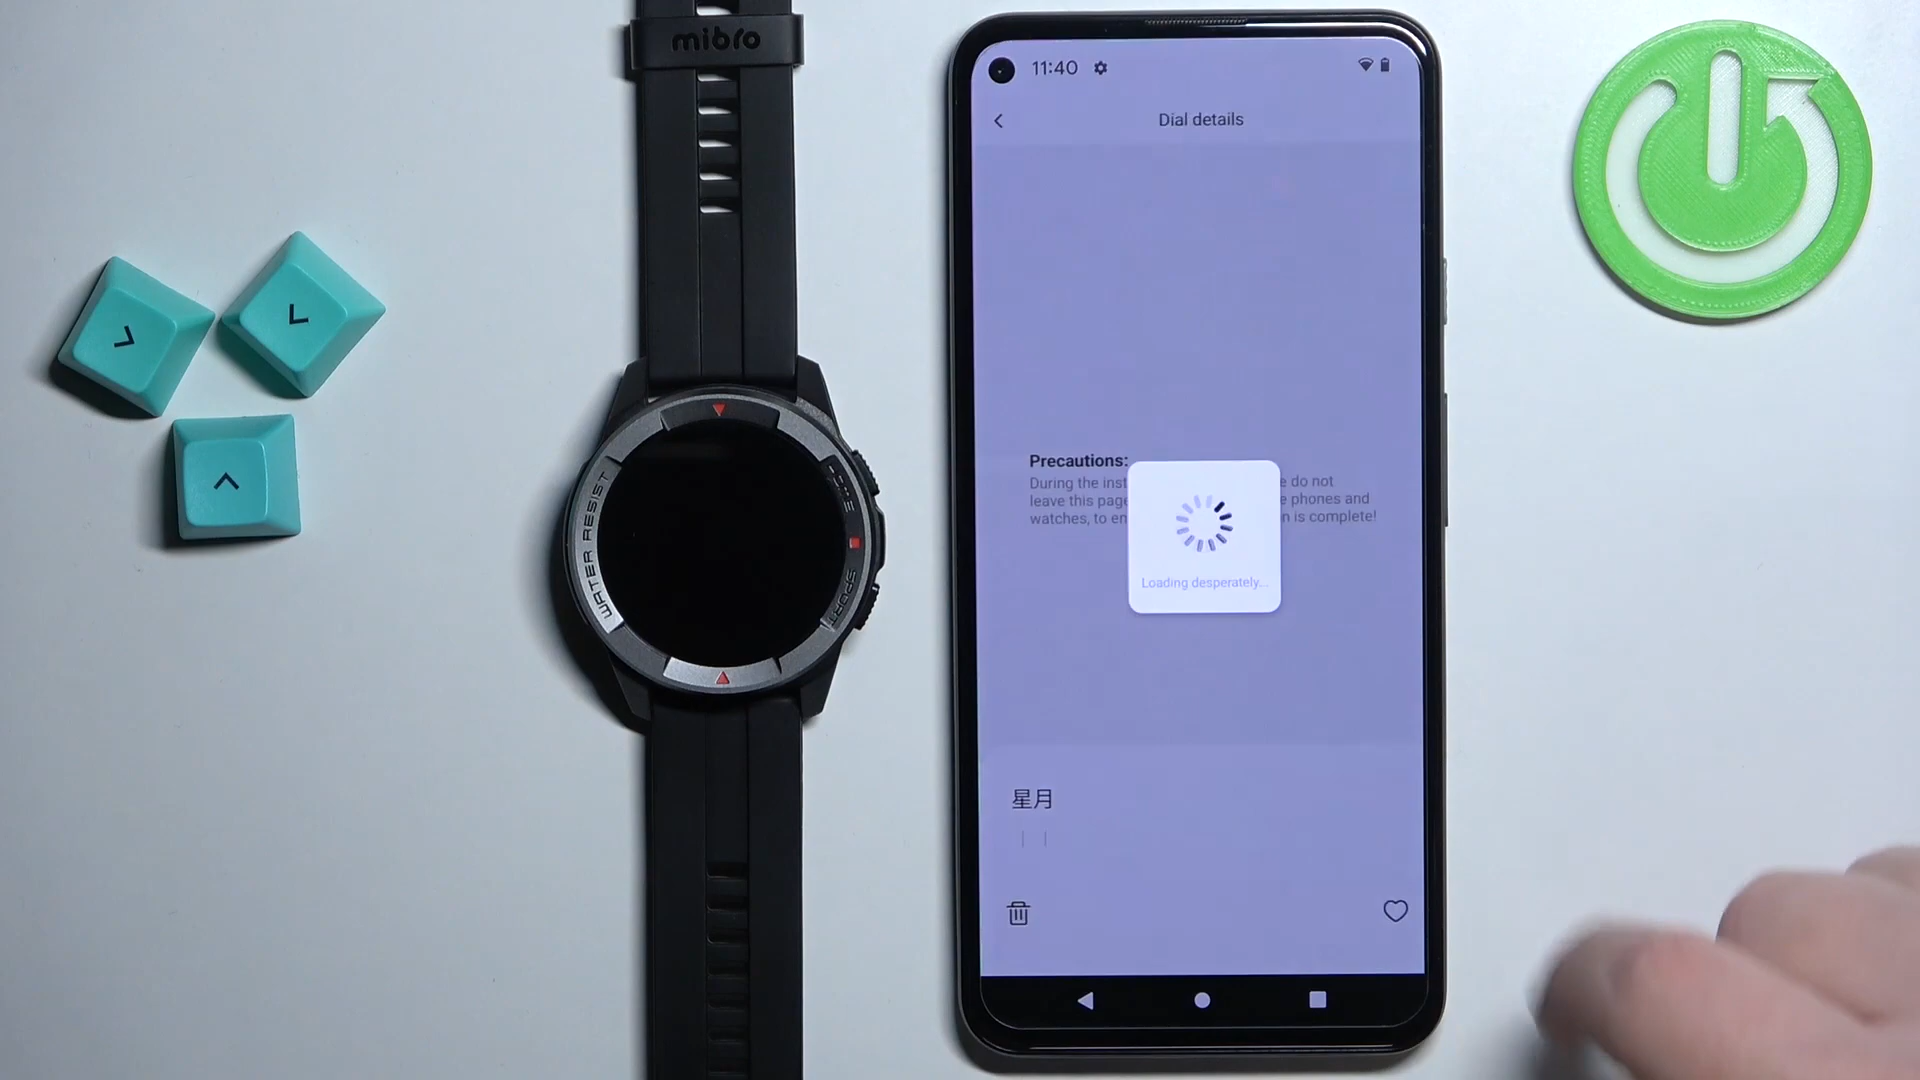 mibro
WATER RESIST
HOME
SPORT
11:40
Dial details
Precautions:
During the inst e do not
leave this page e phones and
watches, to en n is complete!
Loading desperately...
星月